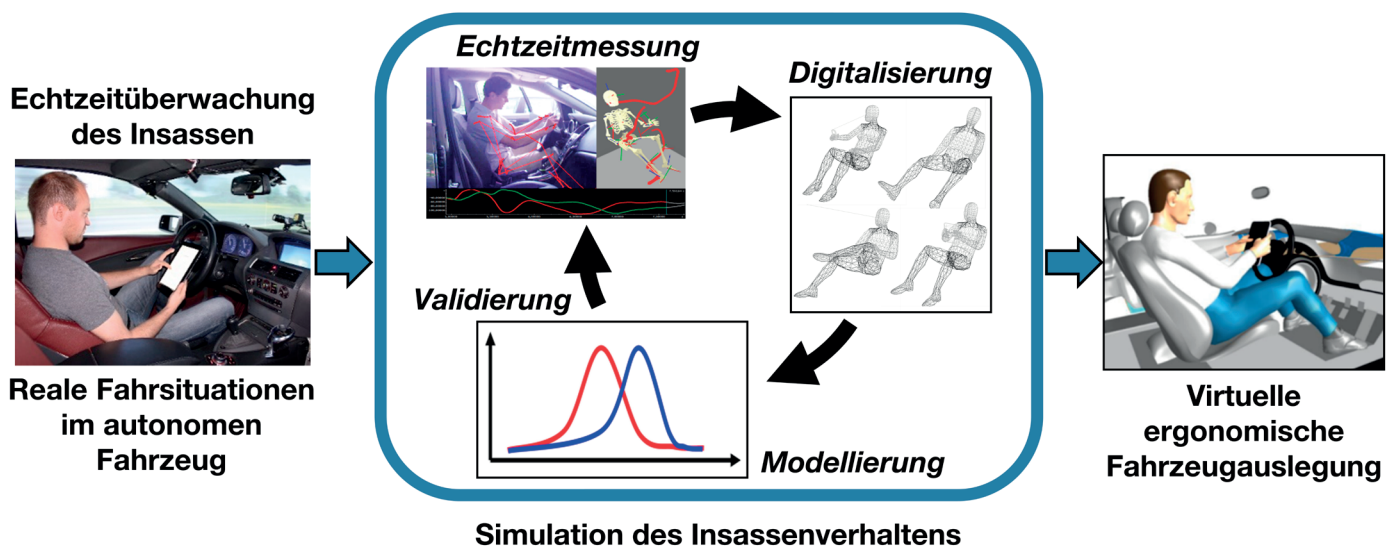 Echtzeitüberwachung
des Insassen
Reale Fahrsituationen
im autonomen
Fahrzeug
Echtzeitmessung
Digitalisierung
Validierung
Modellierung
Simulation des Insassenverhaltens
Virtuelle
ergonomische
Fahrzeugauslegung